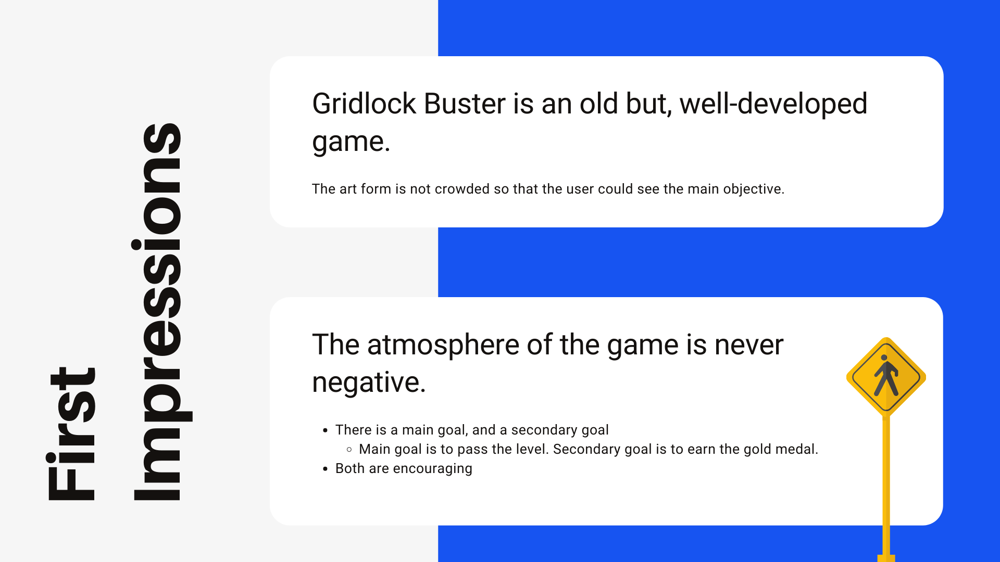 First
Impressions
Gridlock Buster is an old but, well-developed
game.
The art form is not crowded so that the user could see the main objective.
The atmosphere of the game is never
negative.
• There is a main goal, and a secondary goal
◦ Main goal is to pass the level. Secondary goal is to earn the gold medal.
• Both are encouraging